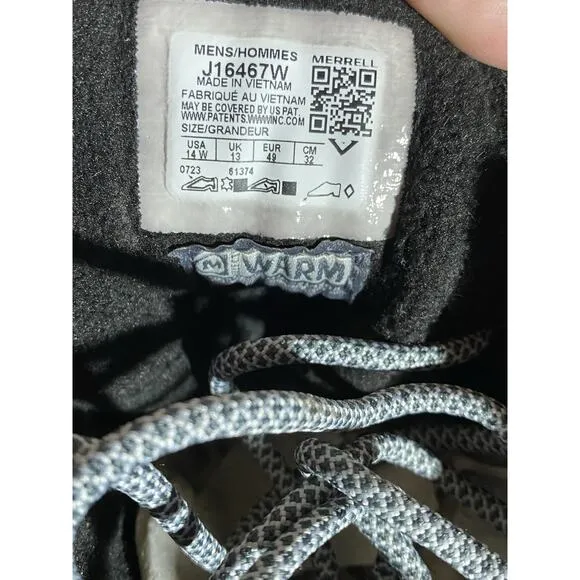 MENS/HOMMES
MERRELL
J16467W
MADE IN VIETNAM
FABRIQUÉ AU VIETNAM
MAY BE COVERED BY US PAT.
WWW.PATENTS.WWWINC.COM
SIZE/GRANDEUR
USA UK EUR CM
14 W 13 49 32
0723 61374
M WARM